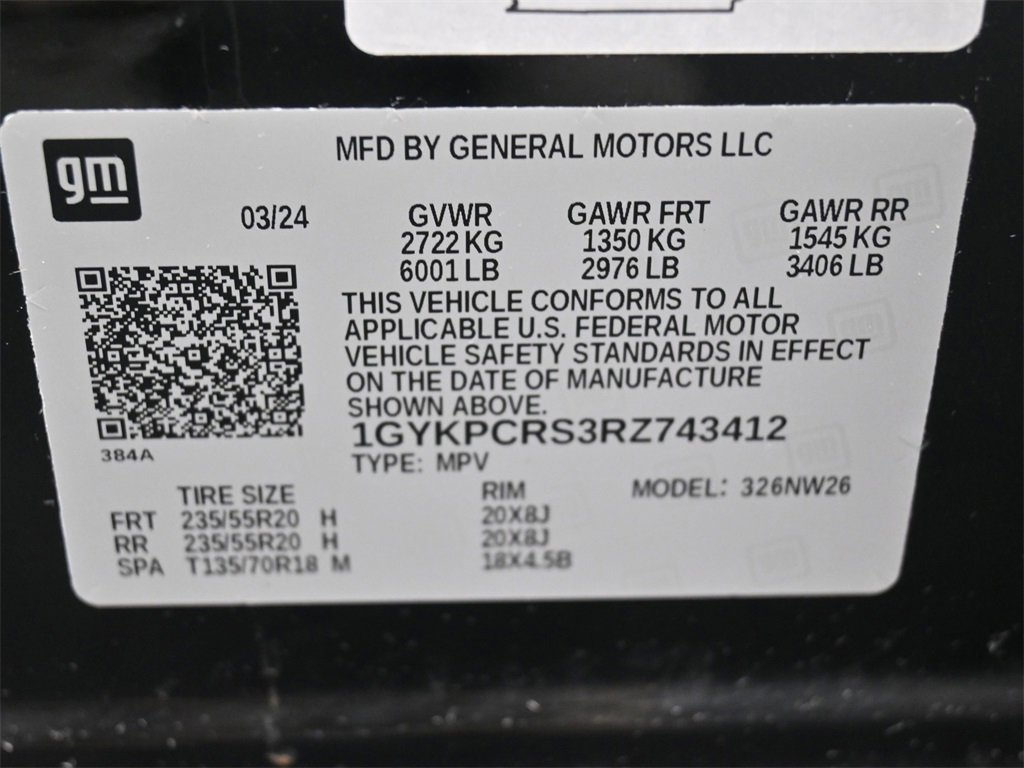 gm
MFD BY GENERAL MOTORS LLC
03/24 GVWR GAWR FRT GAWR RR
2722 KG 1350 KG 1545 KG
6001 LB 2976 LB 3406 LB
THIS VEHICLE CONFORMS TO ALL
APPLICABLE U.S. FEDERAL MOTOR
VEHICLE SAFETY STANDARDS IN EFFECT
ON THE DATE OF MANUFACTURE
SHOWN ABOVE.
1GYKPCRS3RZ743412
384A
TYPE: MPV
TIRE SIZE RIM MODEL: 326NW26
FRT 235/55R20 H 20X8J
RR 235/55R20 H 20X8J
SPA T135/70R18 M 18X4.5B